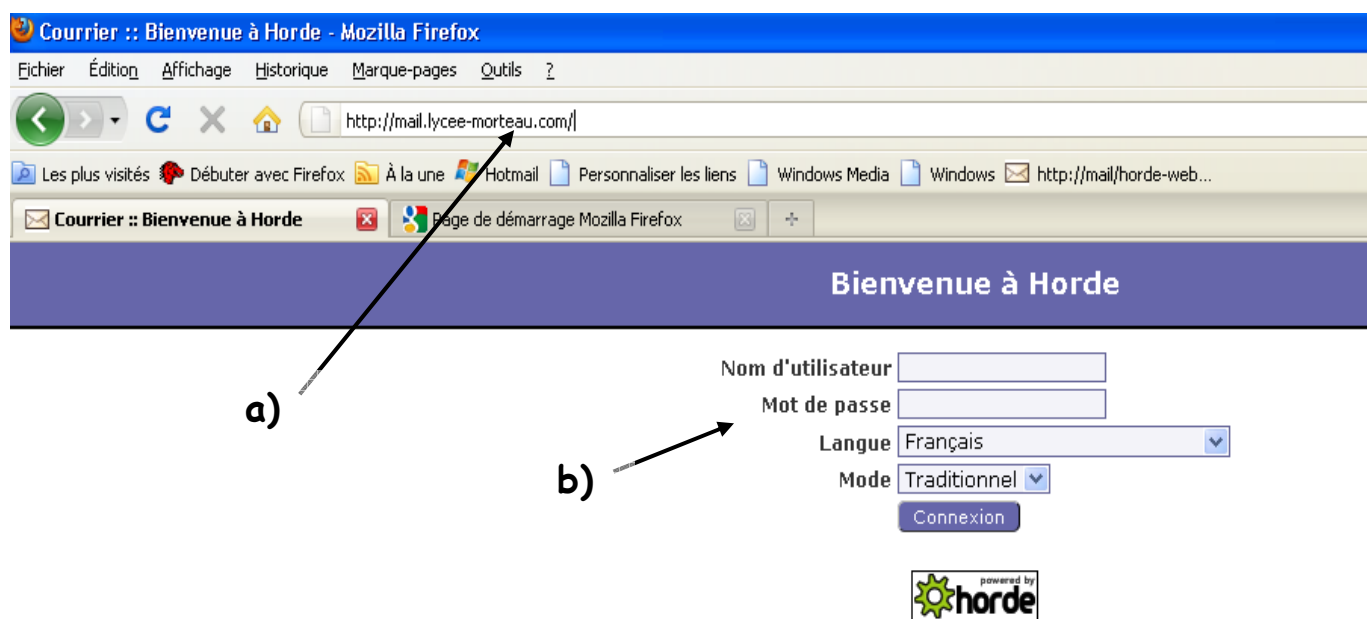 Courrier :: Bienvenue à Horde - Mozilla Firefox
Fichier Édition Affichage Historique Marque-pages Outils ?
http://mail.lycee-morteau.com/
Les plus visités Débuter avec Firefox À la une Hotmail Personnaliser les liens Windows Media Windows http://mail/horde-web...
Courrier :: Bienvenue à Horde Page de démarrage Mozilla Firefox
Bienvenue à Horde
Nom d'utilisateur
Mot de passe
a)
Langue Français
b)
Mode Traditionnel
Connexion
powered by
horde